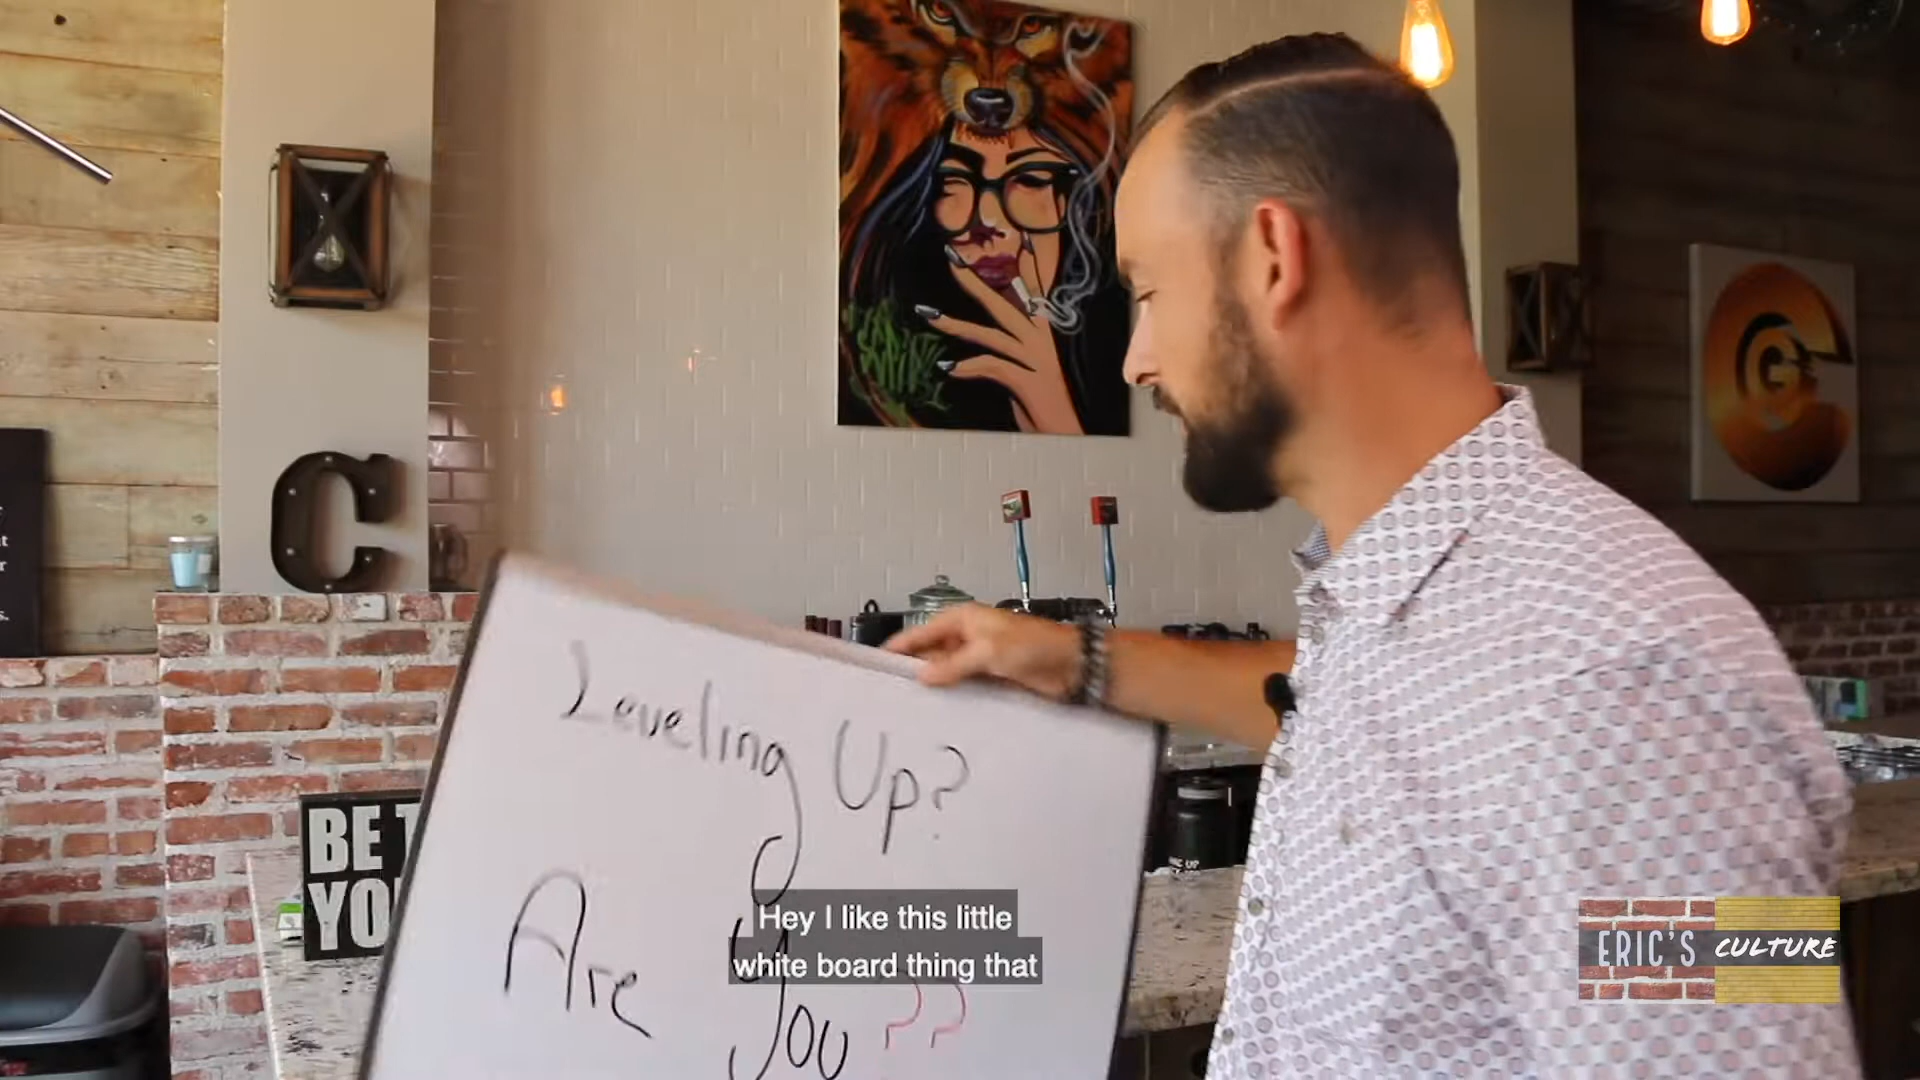 C
G
t
r
s.
Leveling Up?
Are you??
BE T
YO
Hey I like this little
white board thing that
ERIC'S CULTURE